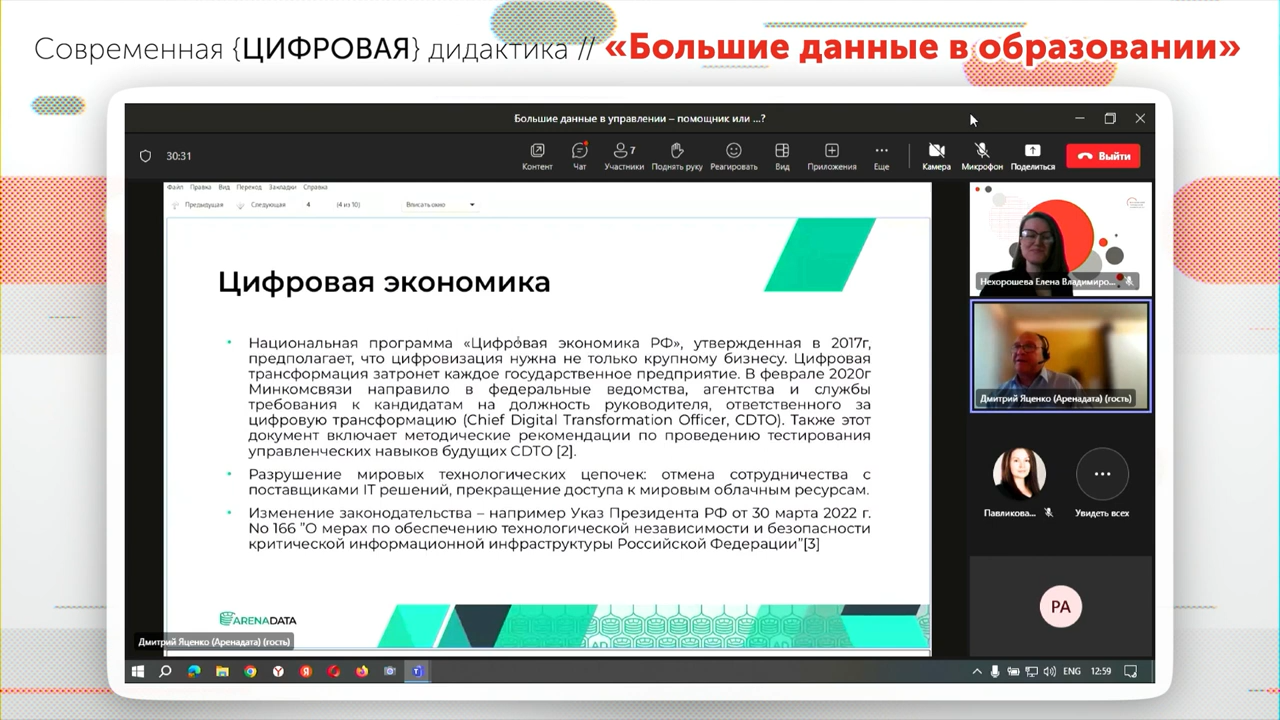 Современная {ЦИФРОВАЯ} дидактика // «Большие данные в образовании»
Большие данные в управлении – помощник или ...?
30:31
Контент
Чат
7
Участники
Поднять руку
Реагировать
Вид
Приложения
Еще
Камера
Микрофон
Поделиться
Выйти
Файл Правка Вид Переход Закладки Справка
Предыдущая Следующая 4 (4 из 10) Вписать окно
Цифровая экономика
• Национальная программа «Цифро́вая экономика РФ», утвержденная в 2017г,
предполагает, что цифровизация нужна не только крупному бизнесу. Цифровая
трансформация затронет каждое государственное предприятие. В феврале 2020г
Минкомсвязи направило в федеральные ведомства, агентства и службы
требования к кандидатам на должность руководителя, ответственного за
цифровую трансформацию (Chief Digital Transformation Officer, CDTO). Также этот
документ включает методические рекомендации по проведению тестирования
управленческих навыков будущих CDTO [2].
• Разрушение мировых технологических цепочек: отмена сотрудничества с
поставщиками IT решений, прекращение доступа к мировым облачным ресурсам.
• Изменение законодательства – например Указ Президента РФ от 30 марта 2022 г.
No 166 "О мерах по обеспечению технологической независимости и безопасности
критической информационной инфраструктуры Российской Федерации"[3]
ARENADATA
AD
Дмитрий Яценко (Аренадата) (гость)
Нехорошева Елена Владимиро...
Дмитрий Яценко (Аренадата) (гость)
Павликова...
Увидеть всех
РА
ENG 12:59